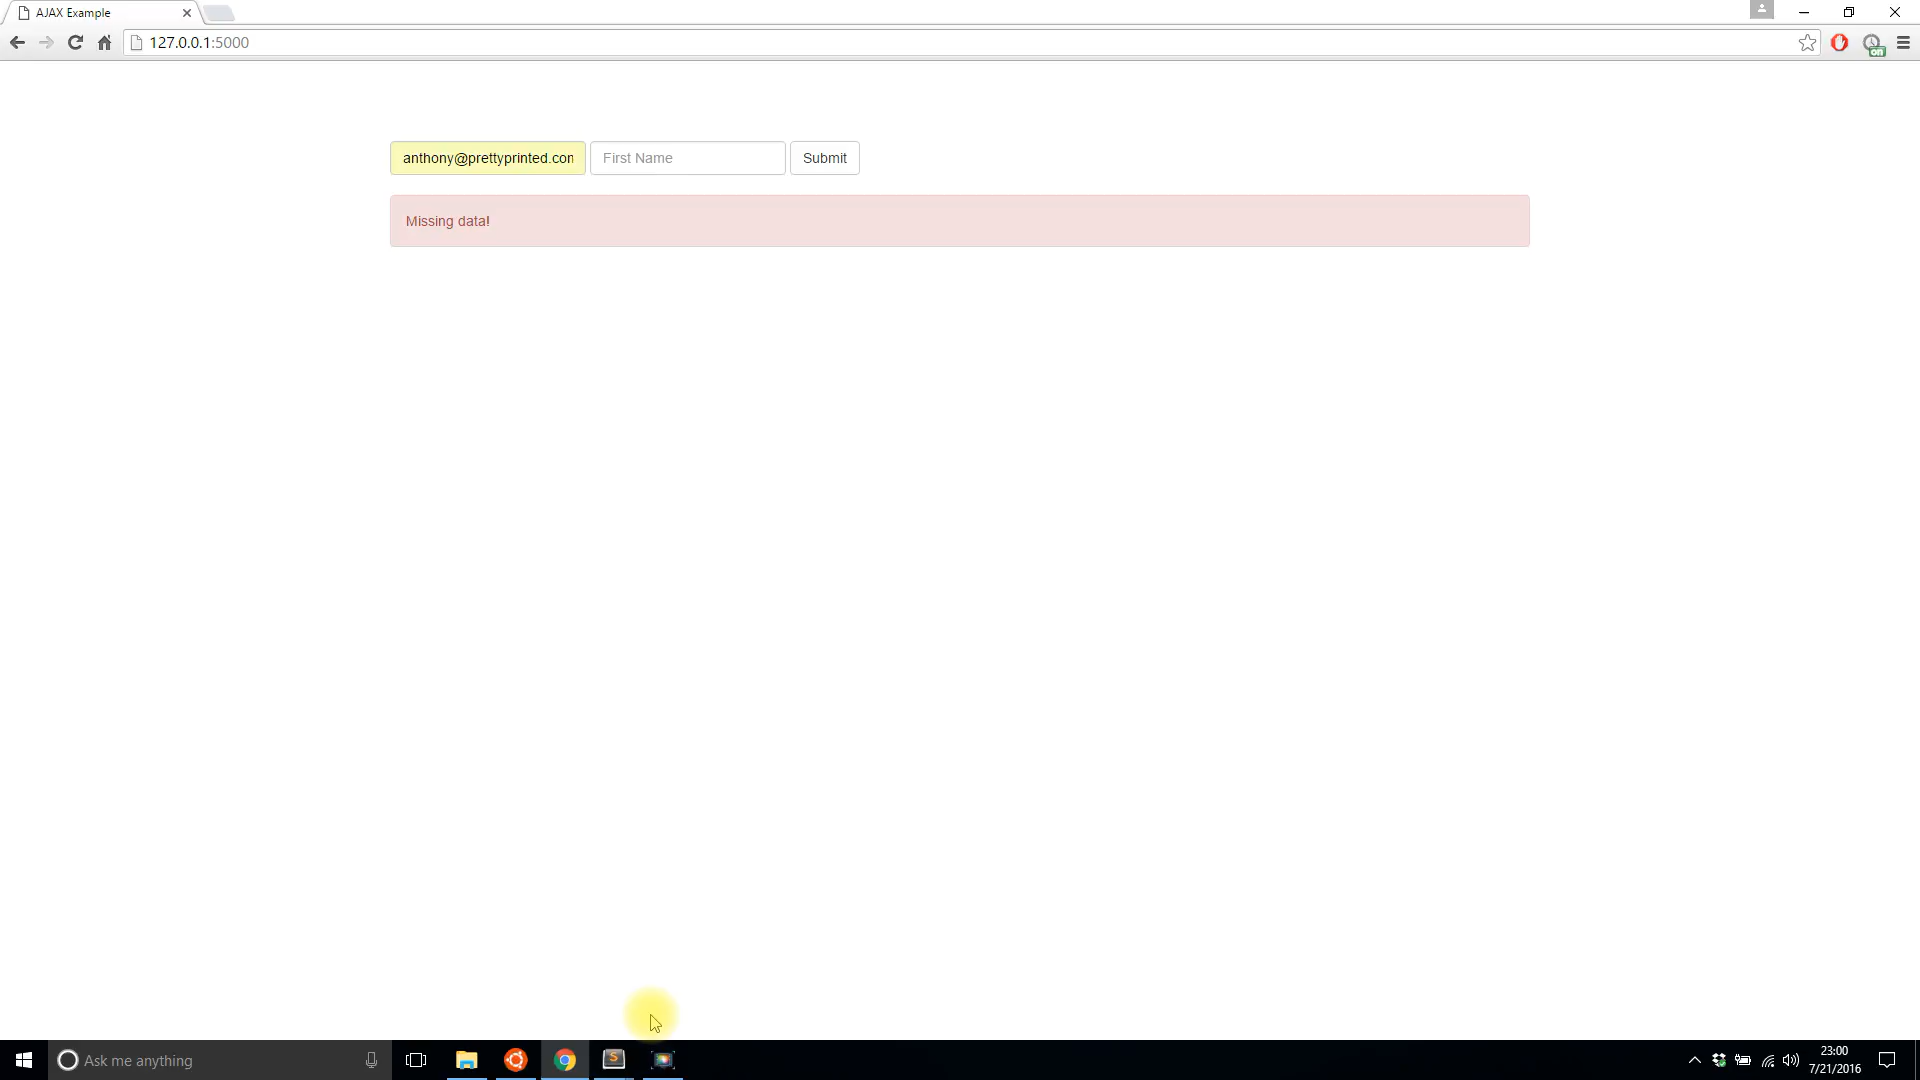 AJAX Example
127.0.0.1:5000
anthony@prettyprinted.con
First Name
Submit
Missing data!
Ask me anything
23:00
7/21/2016